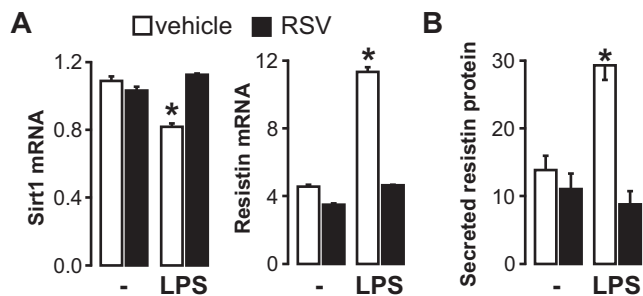 A
vehicle
RSV
B
Sirt1 mRNA
1.2
0.8
0.4
0.0
*
-
LPS
Resistin mRNA
12
8
4
0
*
-
LPS
Secreted resistin protein
30
20
10
0
*
-
LPS